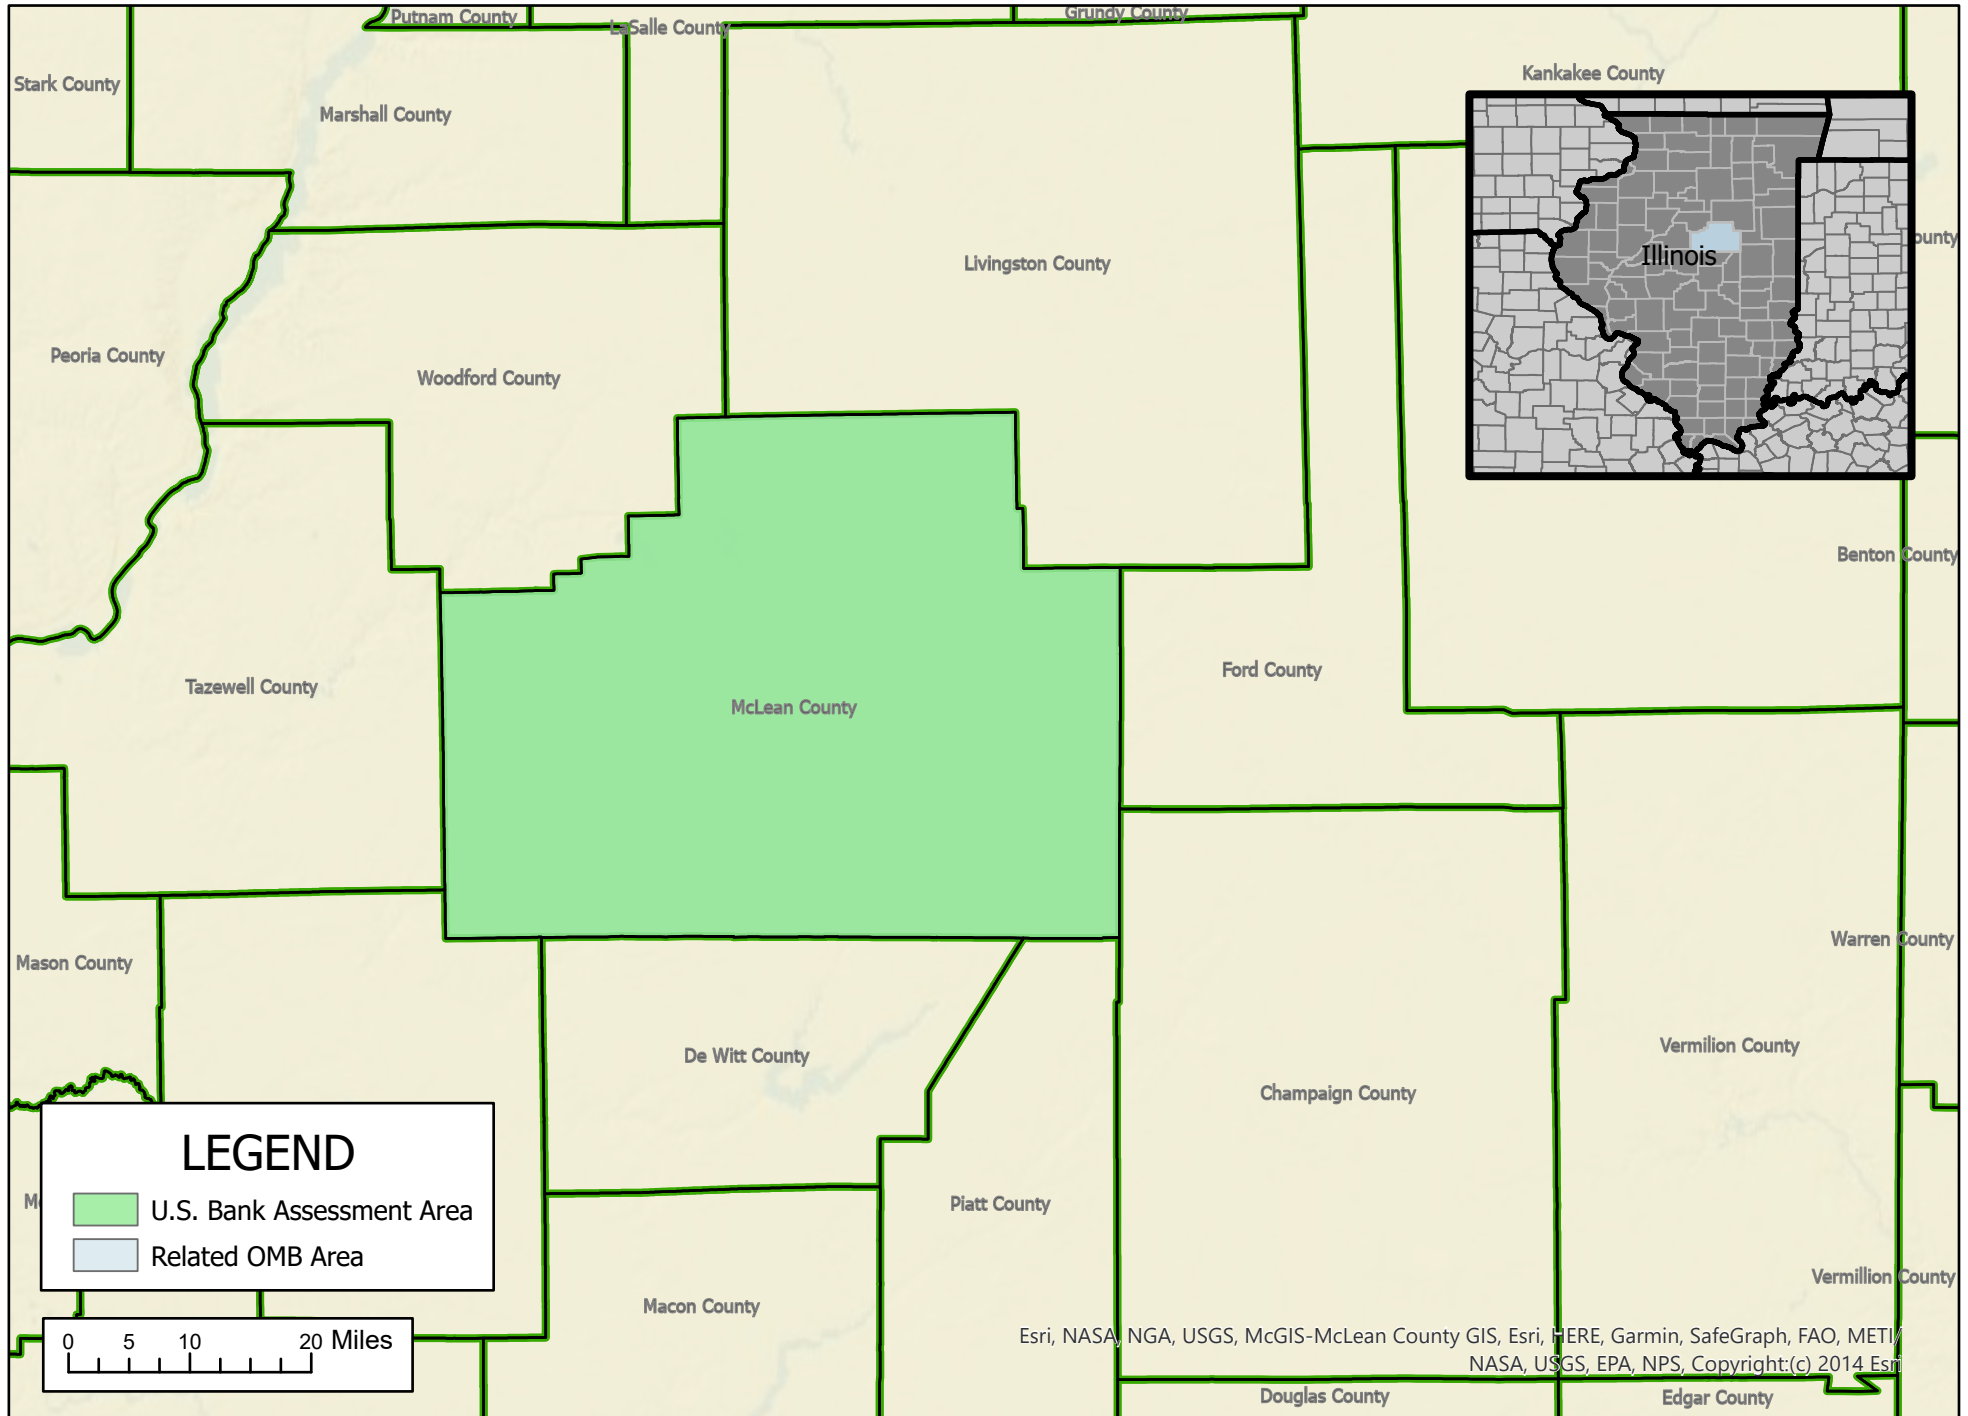 Putnam County
LaSalle County
Grundy County
Stark County
Marshall County
Kankakee County
Livingston County
Illinois
ounty
Peoria County
Woodford County
Benton County
Tazewell County
McLean County
Ford County
Mason County
Warren County
De Witt County
Vermilion County
Champaign County
LEGEND
U.S. Bank Assessment Area
Related OMB Area
Piatt County
Macon County
Vermillion County
0 5 10 20 Miles
Esri, NASA, NGA, USGS, McGIS-McLean County GIS, Esri, HERE, Garmin, SafeGraph, FAO, METI/
NASA, USGS, EPA, NPS, Copyright:(c) 2014 Esri
Douglas County
Edgar County